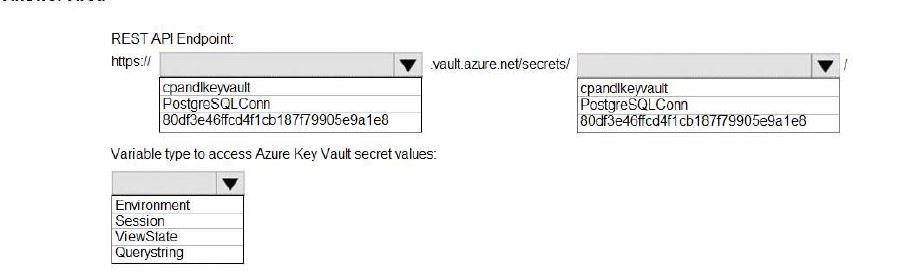 REST API Endpoint:
https:// .vault.azure.net/secrets/ /
cpandlkeyvault
PostgreSQLConn
80df3e46ffcd4f1cb187f79905e9a1e8
cpandlkeyvault
PostgreSQLConn
80df3e46ffcd4f1cb187f79905e9a1e8
Variable type to access Azure Key Vault secret values:
Environment
Session
ViewState
Querystring